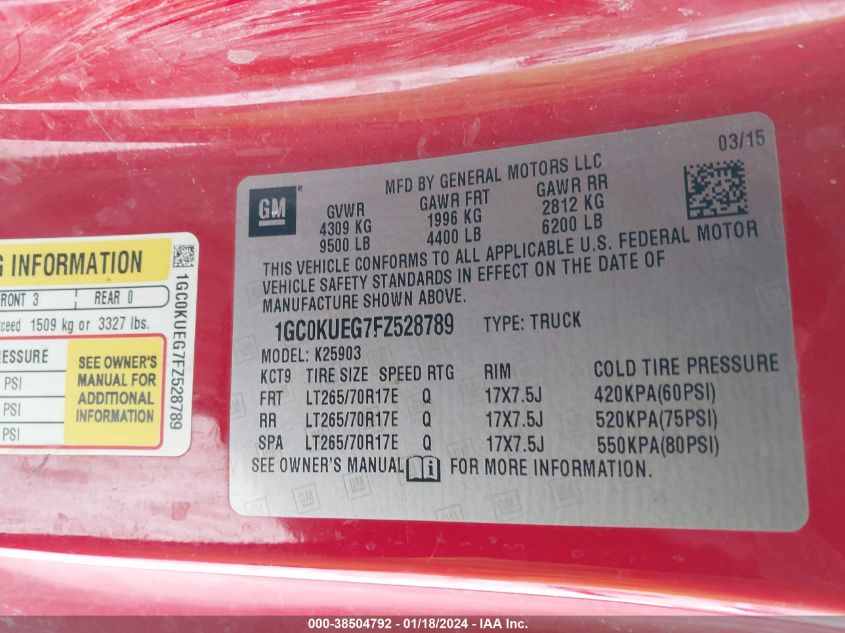 03/15
GM
MFD BY GENERAL MOTORS LLC
GVWR GAWR FRT GAWR RR
4309 KG 1996 KG 2812 KG
9500 LB 4400 LB 6200 LB
THIS VEHICLE CONFORMS TO ALL APPLICABLE U.S. FEDERAL MOTOR
VEHICLE SAFETY STANDARDS IN EFFECT ON THE DATE OF
MANUFACTURE SHOWN ABOVE.
1GC0KUEG7FZ528789 TYPE: TRUCK
MODEL: K25903
KCT9 TIRE SIZE SPEED RTG RIM COLD TIRE PRESSURE
FRT LT265/70R17E Q 17X7.5J 420KPA(60PSI)
RR LT265/70R17E Q 17X7.5J 520KPA(75PSI)
SPA LT265/70R17E Q 17X7.5J 550KPA(80PSI)
SEE OWNER'S MANUAL FOR MORE INFORMATION.
INFORMATION
FRONT 3 REAR 0
1509 kg or 3327 lbs.
PSI
PSI
PSI
SEE OWNER'S
MANUAL FOR
ADDITIONAL
INFORMATION
1GC0KUEG7FZ528789
000-38504792 - 01/18/2024 - IAA Inc.